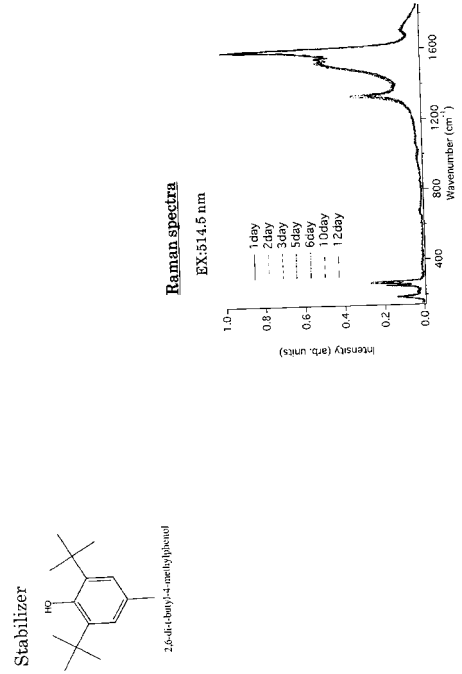 Stabilizer
HO
2,6-di-t-butyl-4-methylphenol
Raman spectra
EX:514.5 nm
1day
2day
3day
5day
6day
10day
12day
Intensity (arb. units)
1.0
0.8
0.6
0.4
0.2
0.0
400
800
1200
1600
Wavenumber (cm⁻¹)